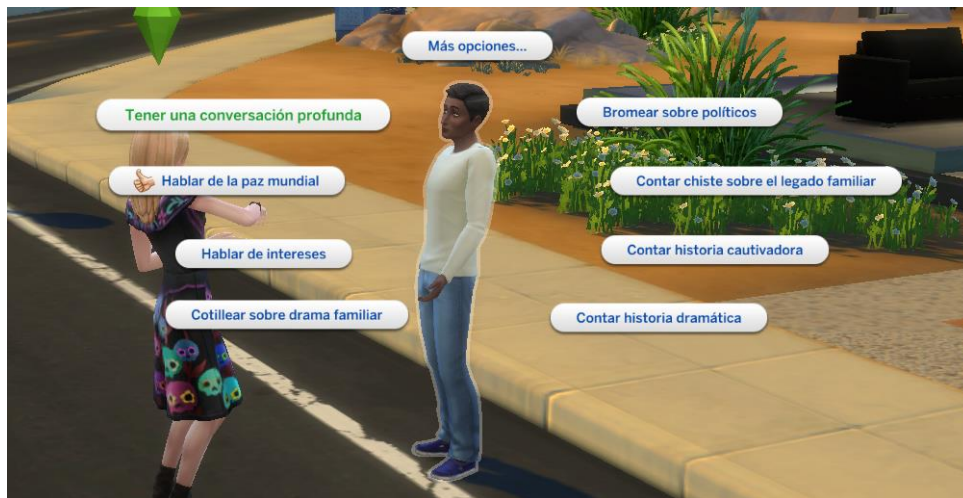 Más opciones...
Tener una conversación profunda
Bromear sobre políticos
Hablar de la paz mundial
Contar chiste sobre el legado familiar
Hablar de intereses
Contar historia cautivadora
Cotillear sobre drama familiar
Contar historia dramática